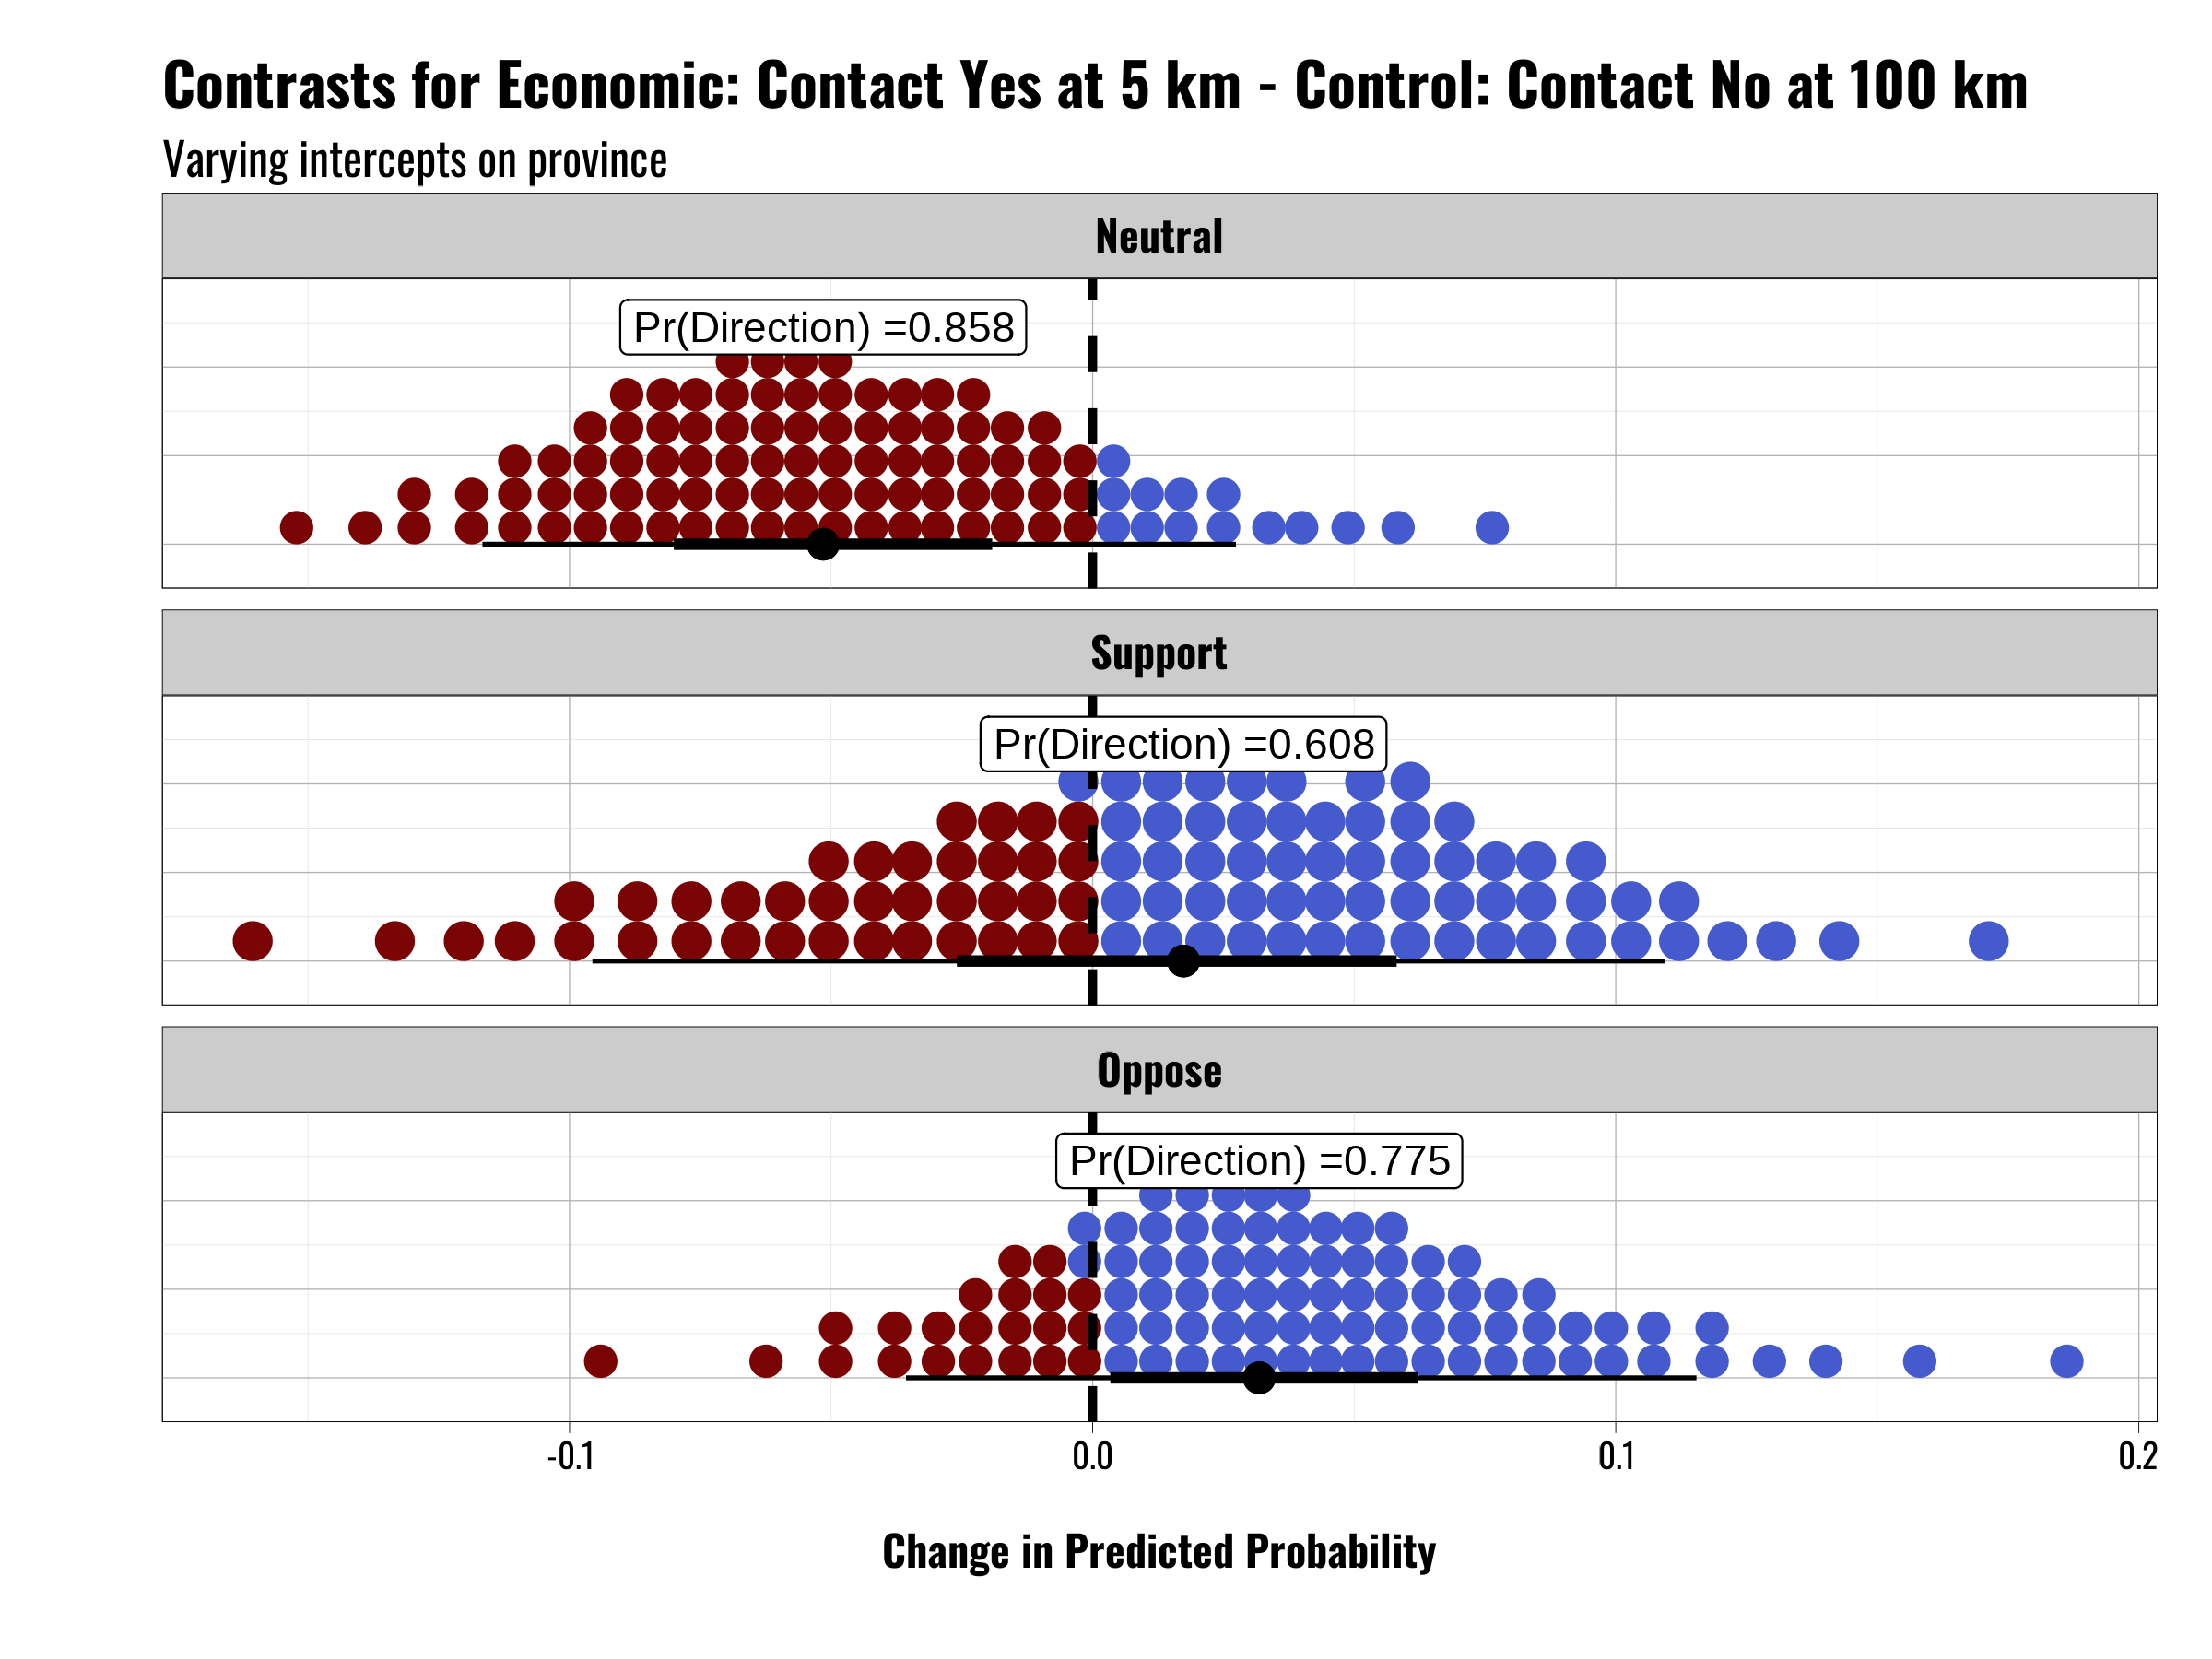 Contrasts for Economic: Contact Yes at 5 km - Control: Contact No at 100 km
Varying intercepts on province
Neutral
Pr(Direction) =0.858
Support
Pr(Direction) =0.608
Oppose
Pr(Direction) =0.775
-0.1 0.0 0.1 0.2
Change in Predicted Probability